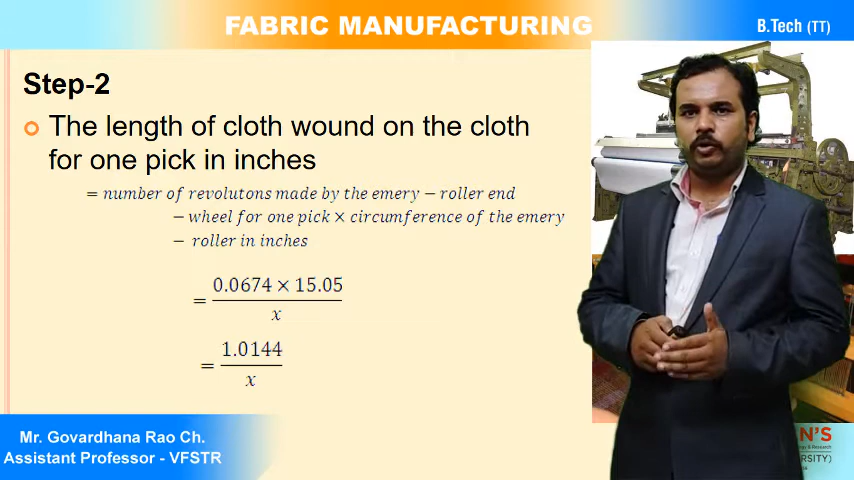 FABRIC MANUFACTURING
B.Tech (TT)
Step-2
The length of cloth wound on the cloth
for one pick in inches
= number of revolutons made by the emery − roller end
− wheel for one pick × circumference of the emery
− roller in inches
= 0.0674 × 15.05 / x
= 1.0144 / x
Mr. Govardhana Rao Ch.
Assistant Professor - VFSTR
N'S
& Research
RSITY)